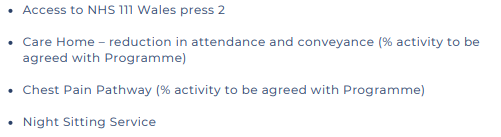 • Access to NHS 111 Wales press 2
• Care Home – reduction in attendance and conveyance (% activity to be
agreed with Programme)
• Chest Pain Pathway (% activity to be agreed with Programme)
• Night Sitting Service